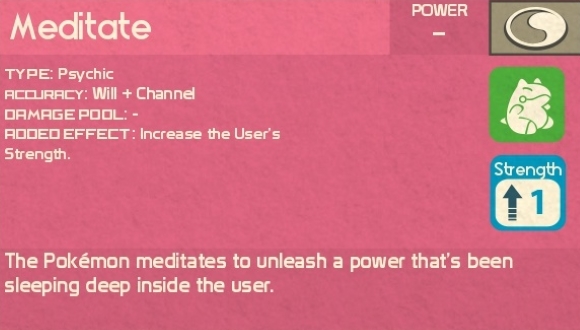 Meditate
POWER
–
TYPE: Psychic
ACCURACY: Will + Channel
DAMAGE POOL: -
ADDED EFFECT: Increase the User's
Strength.
Strength
1
The Pokémon meditates to unleash a power that's been
sleeping deep inside the user.